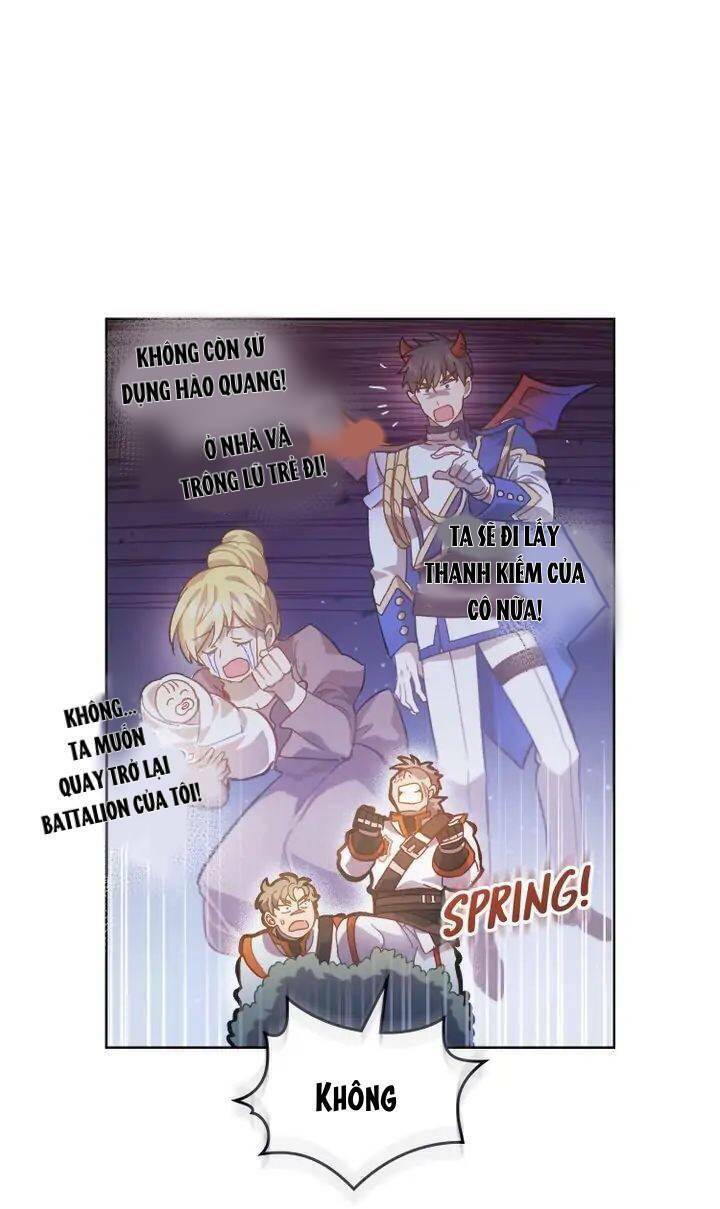 KHÔNG CÒN SỬ
DỤNG HÀO QUANG!
Ở NHÀ VÀ
TRÔNG LŨ TRẺ ĐI!
TA SẼ ĐI LẤY
THANH KIẾM CỦA
CÔ NỮA!
KHÔNG...
TA MUỐN
QUAY TRỞ LẠI
BATTALION CỦA TÔI!
SPRING!
KHÔNG